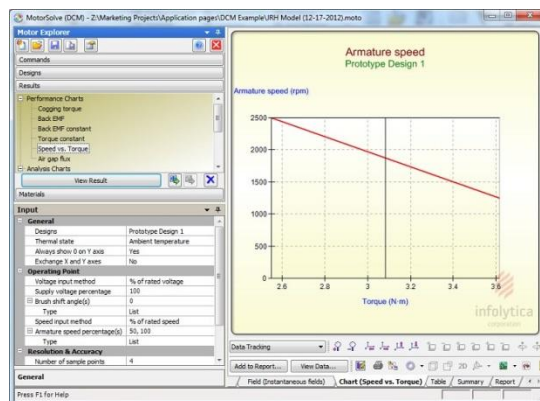 MotorSolve (DCM) - Z:\Marketing Projects\Application pages\DCM Example\JRH Model (12-17-2012).moto
Motor Explorer
Commands
Designs
Results
Performance Charts
Cogging torque
Back EMF
Back EMF constant
Torque constant
Speed vs. Torque
Air gap flux
Analysis Charts
View Result
Materials
Input
General
Designs Prototype Design 1
Thermal state Ambient temperature
Always show 0 on Y axis Yes
Exchange X and Y axes No
Operating Point
Voltage input method % of rated voltage
Supply voltage percentage 100
Brush shift angle(s) 0
Type List
Speed input method % of rated speed
Armature speed percentage(s) 50, 100
Type List
Resolution & Accuracy
Number of sample points 4
General
Press F1 for Help
Armature speed
Prototype Design 1
Armature speed (rpm)
2500
2000
1500
1000
500
0
2.6 2.8 3 3.2 3.4 3.6
Torque (N·m)
infolytica
corporation
Data Tracking
Add to Report... View Data... 2D
Field (Instantaneous fields) Chart (Speed vs. Torque) Table Summary Report